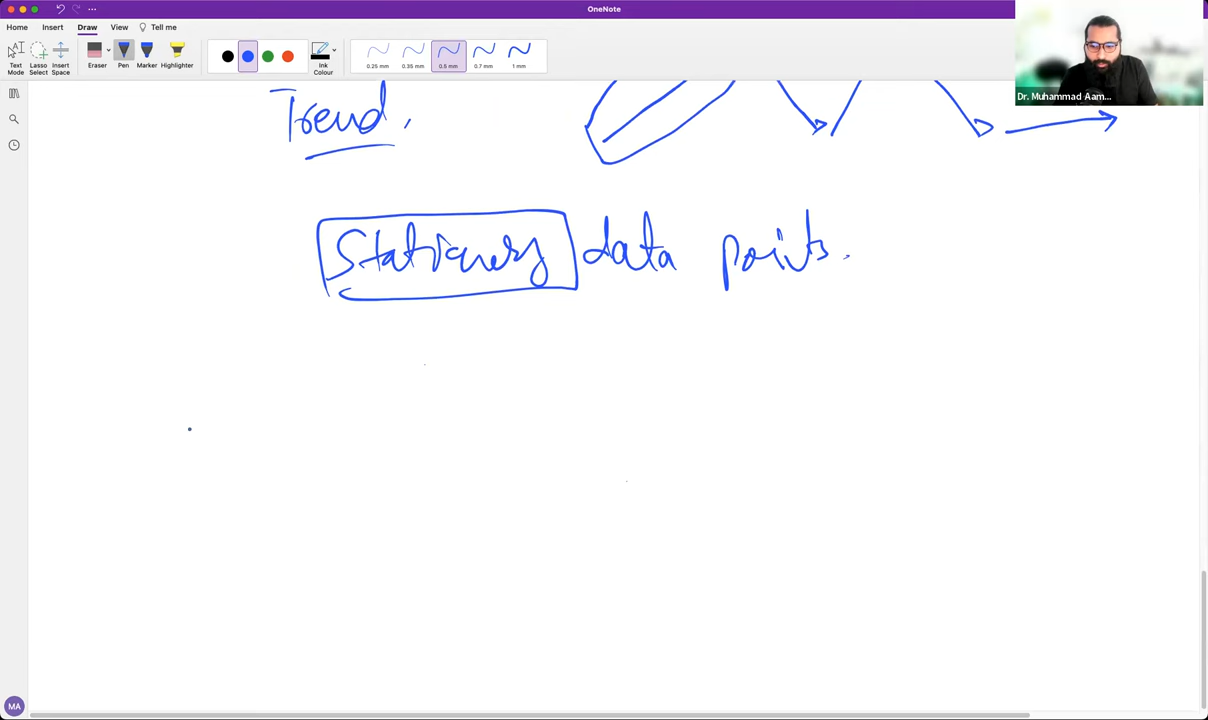 OneNote
Home Insert Draw View Tell me
Text Mode Lasso Select Insert Space Eraser Pen Marker Highlighter Ink Colour 0.25 mm 0.35 mm 0.5 mm 0.7 mm 1 mm
Dr. Muhammad Aam...
Trend,
Stationery data points.
MA